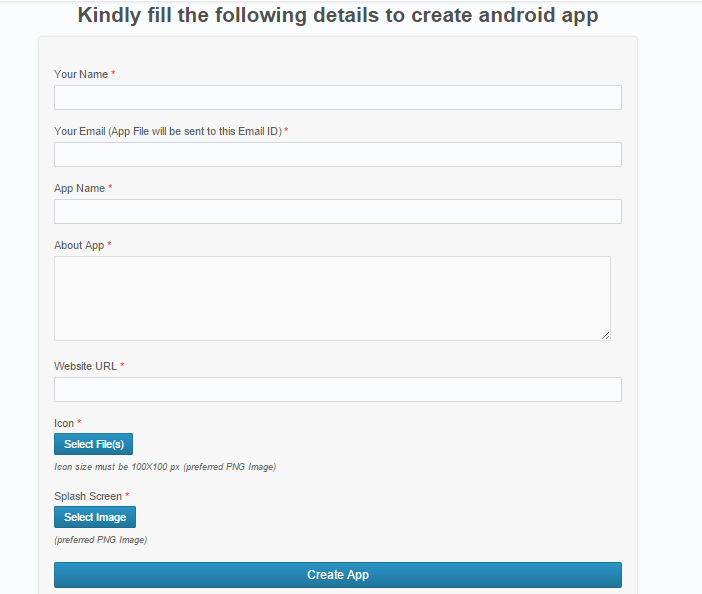 Kindly fill the following details to create android app
Your Name *
Your Email (App File will be sent to this Email ID) *
App Name *
About App *
Website URL *
Icon *
Select File(s)
Icon size must be 100X100 px (preferred PNG Image)
Splash Screen *
Select Image
(preferred PNG Image)
Create App